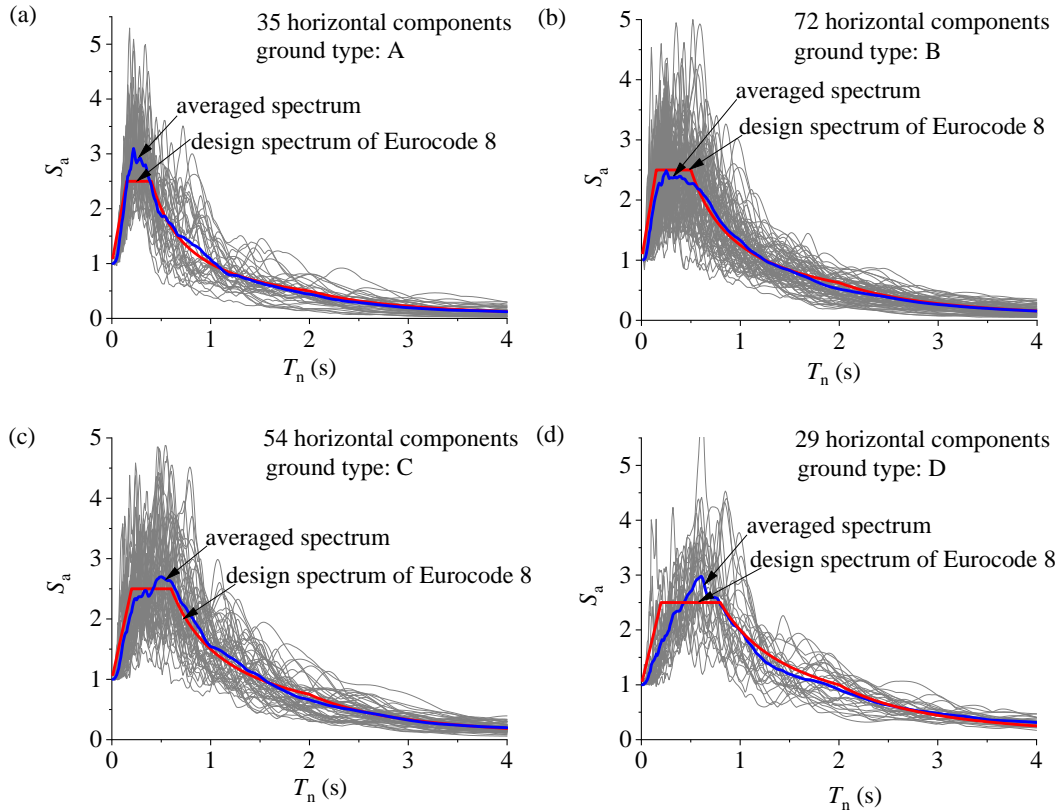 (a)
35 horizontal components
ground type: A
averaged spectrum
design spectrum of Eurocode 8
5
4
3
2
1
0
Sa
0 1 2 3 4
Tn (s)
(b)
72 horizontal components
ground type: B
averaged spectrum
design spectrum of Eurocode 8
5
4
3
2
1
0
Sa
0 1 2 3 4
Tn (s)
(c)
54 horizontal components
ground type: C
averaged spectrum
design spectrum of Eurocode 8
5
4
3
2
1
0
Sa
0 1 2 3 4
Tn (s)
(d)
29 horizontal components
ground type: D
averaged spectrum
design spectrum of Eurocode 8
5
4
3
2
1
0
Sa
0 1 2 3 4
Tn (s)